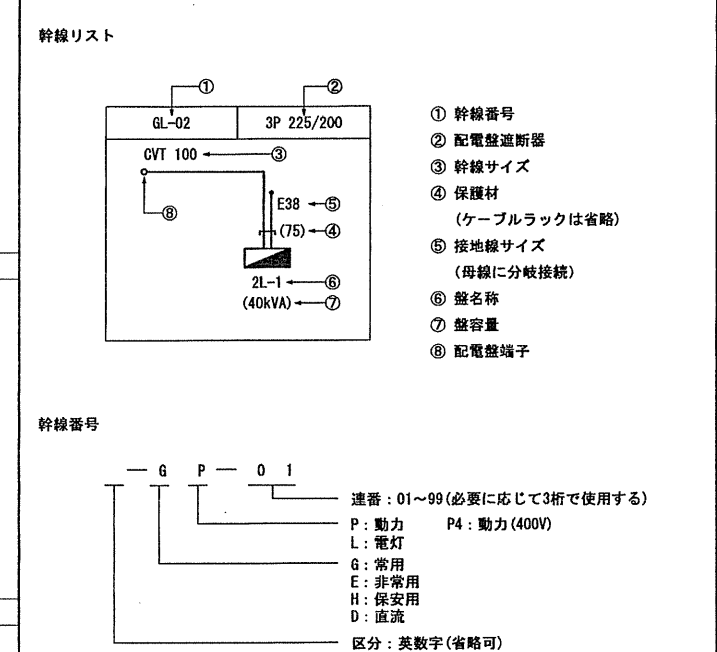 幹線リスト
① ②
GL-02 3P 225/200
CVT 100 ③
⑧
E38 ⑤
(75) ④
2L-1 ⑥
(40kVA) ⑦
① 幹線番号
② 配電盤遮断器
③ 幹線サイズ
④ 保護材
(ケーブルラックは省略)
⑤ 接地線サイズ
(母線に分岐接続)
⑥ 盤名称
⑦ 盤容量
⑧ 配電盤端子
幹線番号
— G P — 0 1
連番：01～99(必要に応じて3桁で使用する)
P：動力 P4：動力(400V)
L：電灯
G：常用
E：非常用
H：保安用
D：直流
区分：英数字(省略可)